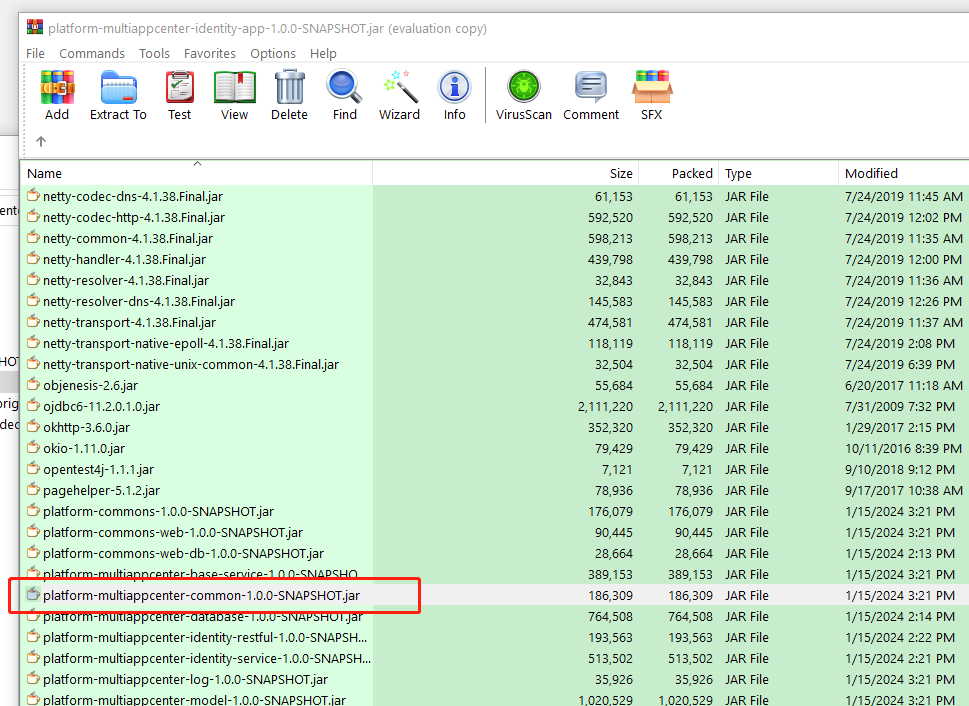 platform-multiappcenter-identity-app-1.0.0-SNAPSHOT.jar (evaluation copy)
File Commands Tools Favorites Options Help
Add Extract To Test View Delete Find Wizard Info VirusScan Comment SFX
Name Size Packed Type Modified
netty-codec-dns-4.1.38.Final.jar 61,153 61,153 JAR File 7/24/2019 11:45 AM
netty-codec-http-4.1.38.Final.jar 592,520 592,520 JAR File 7/24/2019 12:02 PM
netty-common-4.1.38.Final.jar 598,213 598,213 JAR File 7/24/2019 11:35 AM
netty-handler-4.1.38.Final.jar 439,798 439,798 JAR File 7/24/2019 12:00 PM
netty-resolver-4.1.38.Final.jar 32,843 32,843 JAR File 7/24/2019 11:36 AM
netty-resolver-dns-4.1.38.Final.jar 145,583 145,583 JAR File 7/24/2019 12:26 PM
netty-transport-4.1.38.Final.jar 474,581 474,581 JAR File 7/24/2019 11:37 AM
netty-transport-native-epoll-4.1.38.Final.jar 118,119 118,119 JAR File 7/24/2019 2:08 PM
netty-transport-native-unix-common-4.1.38.Final.jar 32,504 32,504 JAR File 7/24/2019 6:39 PM
objenesis-2.6.jar 55,684 55,684 JAR File 6/20/2017 11:18 AM
ojdbc6-11.2.0.1.0.jar 2,111,220 2,111,220 JAR File 7/31/2009 7:32 PM
okhttp-3.6.0.jar 352,320 352,320 JAR File 1/29/2017 2:15 PM
okio-1.11.0.jar 79,429 79,429 JAR File 10/11/2016 8:39 PM
opentest4j-1.1.1.jar 7,121 7,121 JAR File 9/10/2018 9:12 PM
pagehelper-5.1.2.jar 78,936 78,936 JAR File 9/17/2017 10:38 AM
platform-commons-1.0.0-SNAPSHOT.jar 176,079 176,079 JAR File 1/15/2024 3:21 PM
platform-commons-web-1.0.0-SNAPSHOT.jar 90,445 90,445 JAR File 1/15/2024 3:21 PM
platform-commons-web-db-1.0.0-SNAPSHOT.jar 28,664 28,664 JAR File 1/15/2024 2:13 PM
platform-multiappcenter-base-service-1.0.0-SNAPSHO 389,153 389,153 JAR File 1/15/2024 3:21 PM
platform-multiappcenter-common-1.0.0-SNAPSHOT.jar 186,309 186,309 JAR File 1/15/2024 3:21 PM
platform-multiappcenter-database-1.0.0-SNAPSHOT.jar 764,508 764,508 JAR File 1/15/2024 2:14 PM
platform-multiappcenter-identity-restful-1.0.0-SNAPSH... 193,563 193,563 JAR File 1/15/2024 2:22 PM
platform-multiappcenter-identity-service-1.0.0-SNAPSH... 513,502 513,502 JAR File 1/15/2024 2:21 PM
platform-multiappcenter-log-1.0.0-SNAPSHOT.jar 35,926 35,926 JAR File 1/15/2024 3:21 PM
platform-multiappcenter-model-1.0.0-SNAPSHOT.jar 1,020,529 1,020,529 JAR File 1/15/2024 3:21 PM